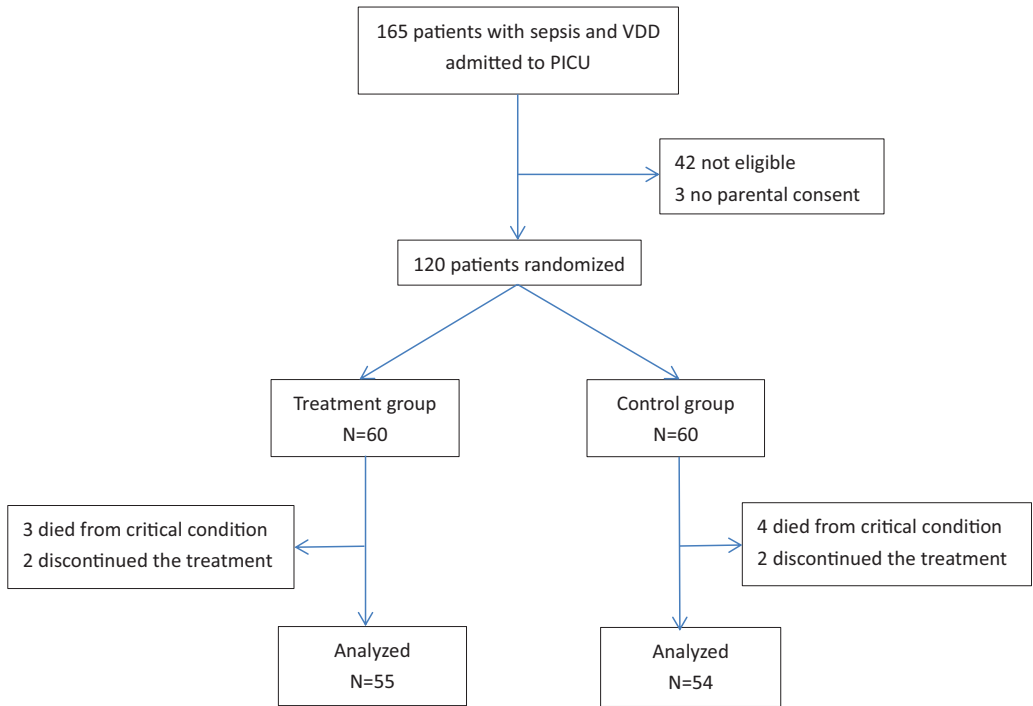 165 patients with sepsis and VDD
admitted to PICU
42 not eligible
3 no parental consent
120 patients randomized
Treatment group
N=60
Control group
N=60
3 died from critical condition
2 discontinued the treatment
4 died from critical condition
2 discontinued the treatment
Analyzed
N=55
Analyzed
N=54